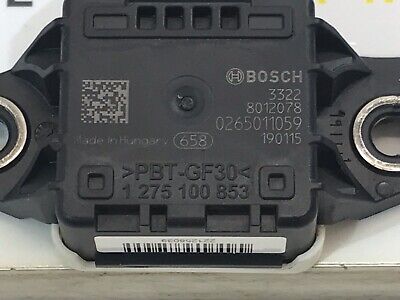 BOSCH
3322
8012078
0265011059
Made in Hungary 658 190115
>PBT-GF30<
1 275 100 853